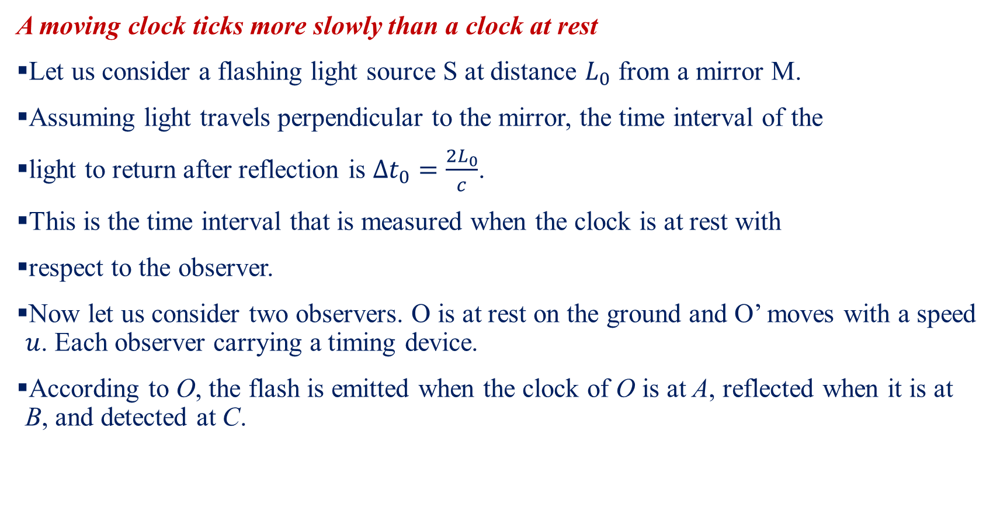 A moving clock ticks more slowly than a clock at rest
▪Let us consider a flashing light source S at distance L₀ from a mirror M.
▪Assuming light travels perpendicular to the mirror, the time interval of the
▪light to return after reflection is Δt₀ = 2L₀/c.
▪This is the time interval that is measured when the clock is at rest with
▪respect to the observer.
▪Now let us consider two observers. O is at rest on the ground and O’ moves with a speed
u. Each observer carrying a timing device.
▪According to O, the flash is emitted when the clock of O is at A, reflected when it is at
B, and detected at C.